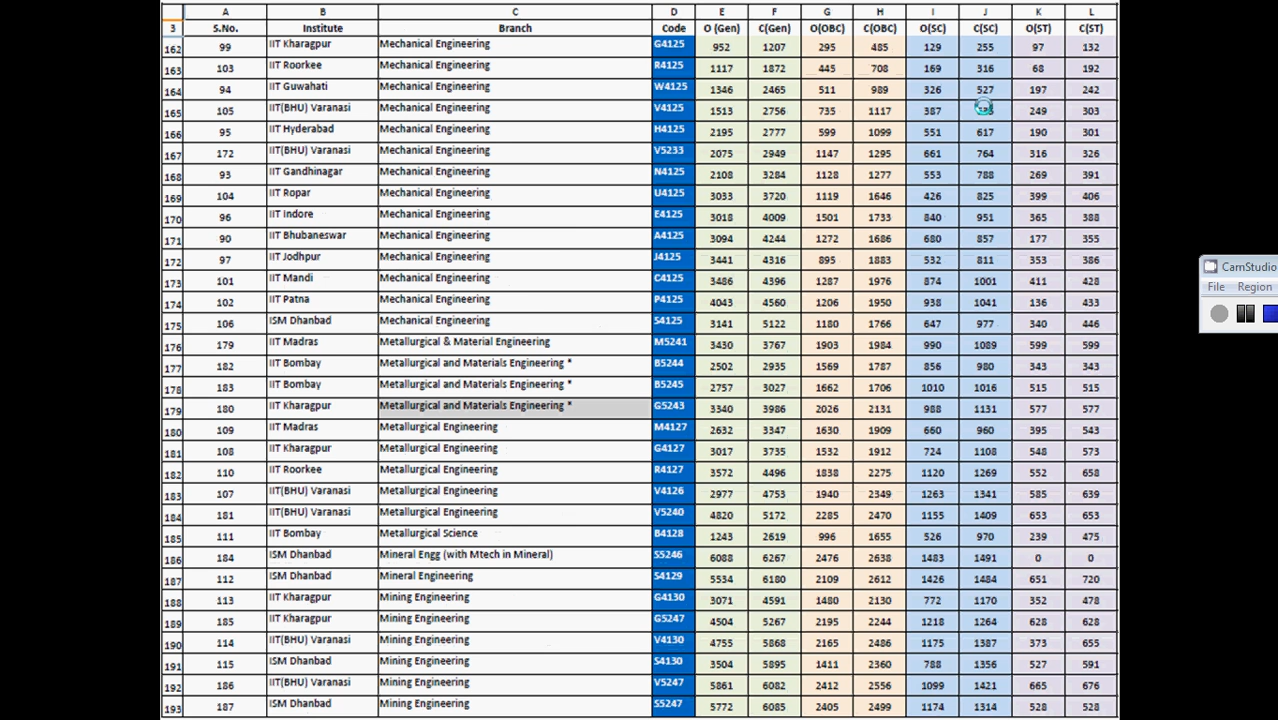 A B C D E F G H I J K L
3 S.No. Institute Branch Code O (Gen) C(Gen) O(OBC) C(OBC) O(SC) C(SC) O(ST) C(ST)
162 99 IIT Kharagpur Mechanical Engineering G4125 952 1207 295 485 129 255 97 132
163 103 IIT Roorkee Mechanical Engineering R4125 1117 1872 445 708 169 316 68 192
164 94 IIT Guwahati Mechanical Engineering W4125 1346 2465 511 989 326 527 197 242
165 105 IIT(BHU) Varanasi Mechanical Engineering V4125 1513 2756 735 1117 387 249 303
166 95 IIT Hyderabad Mechanical Engineering H4125 2195 2777 599 1099 551 617 190 301
167 172 IIT(BHU) Varanasi Mechanical Engineering V5233 2075 2949 1147 1295 661 764 316 326
168 93 IIT Gandhinagar Mechanical Engineering N4125 2108 3284 1128 1277 553 788 269 391
169 104 IIT Ropar Mechanical Engineering U4125 3033 3720 1119 1646 426 825 399 406
170 96 IIT Indore Mechanical Engineering E4125 3018 4009 1501 1733 840 951 365 388
171 90 IIT Bhubaneswar Mechanical Engineering A4125 3094 4244 1272 1686 680 857 177 355
172 97 IIT Jodhpur Mechanical Engineering J4125 3441 4316 895 1883 532 811 353 386
173 101 IIT Mandi Mechanical Engineering C4125 3486 4396 1287 1976 874 1001 411 428
174 102 IIT Patna Mechanical Engineering P4125 4043 4560 1206 1950 938 1041 136 433
175 106 ISM Dhanbad Mechanical Engineering S4125 3141 5122 1180 1766 647 977 340 446
176 179 IIT Madras Metallurgical & Material Engineering M5241 3430 3767 1903 1984 990 1089 599 599
177 182 IIT Bombay Metallurgical and Materials Engineering * B5244 2502 2935 1569 1787 856 980 343 343
178 183 IIT Bombay Metallurgical and Materials Engineering * B5245 2757 3027 1662 1706 1010 1016 515 515
179 180 IIT Kharagpur Metallurgical and Materials Engineering * G5243 3340 3986 2026 2131 988 1131 577 577
180 109 IIT Madras Metallurgical Engineering M4127 2632 3347 1630 1909 660 960 395 543
181 108 IIT Kharagpur Metallurgical Engineering G4127 3017 3735 1532 1912 724 1108 548 573
182 110 IIT Roorkee Metallurgical Engineering R4127 3572 4496 1838 2275 1120 1269 552 658
183 107 IIT(BHU) Varanasi Metallurgical Engineering V4126 2977 4753 1940 2349 1263 1341 585 639
184 181 IIT(BHU) Varanasi Metallurgical Engineering V5240 4820 5172 2285 2470 1155 1409 653 653
185 111 IIT Bombay Metallurgical Science B4128 1243 2619 996 1655 526 970 239 475
186 184 ISM Dhanbad Mineral Engg (with Mtech in Mineral) S5246 6088 6267 2476 2638 1483 1491 0 0
187 112 ISM Dhanbad Mineral Engineering S4129 5534 6180 2109 2612 1426 1484 651 720
188 113 IIT Kharagpur Mining Engineering G4130 3071 4591 1480 2130 772 1170 352 478
189 185 IIT Kharagpur Mining Engineering G5247 4504 5267 2195 2244 1218 1264 628 628
190 114 IIT(BHU) Varanasi Mining Engineering V4130 4755 5868 2165 2486 1175 1387 373 655
191 115 ISM Dhanbad Mining Engineering S4130 3504 5895 1411 2360 788 1356 527 591
192 186 IIT(BHU) Varanasi Mining Engineering V5247 5861 6082 2412 2556 1099 1421 665 676
193 187 ISM Dhanbad Mining Engineering S5247 5772 6085 2405 2499 1174 1314 528 528
CamStudio
File Region